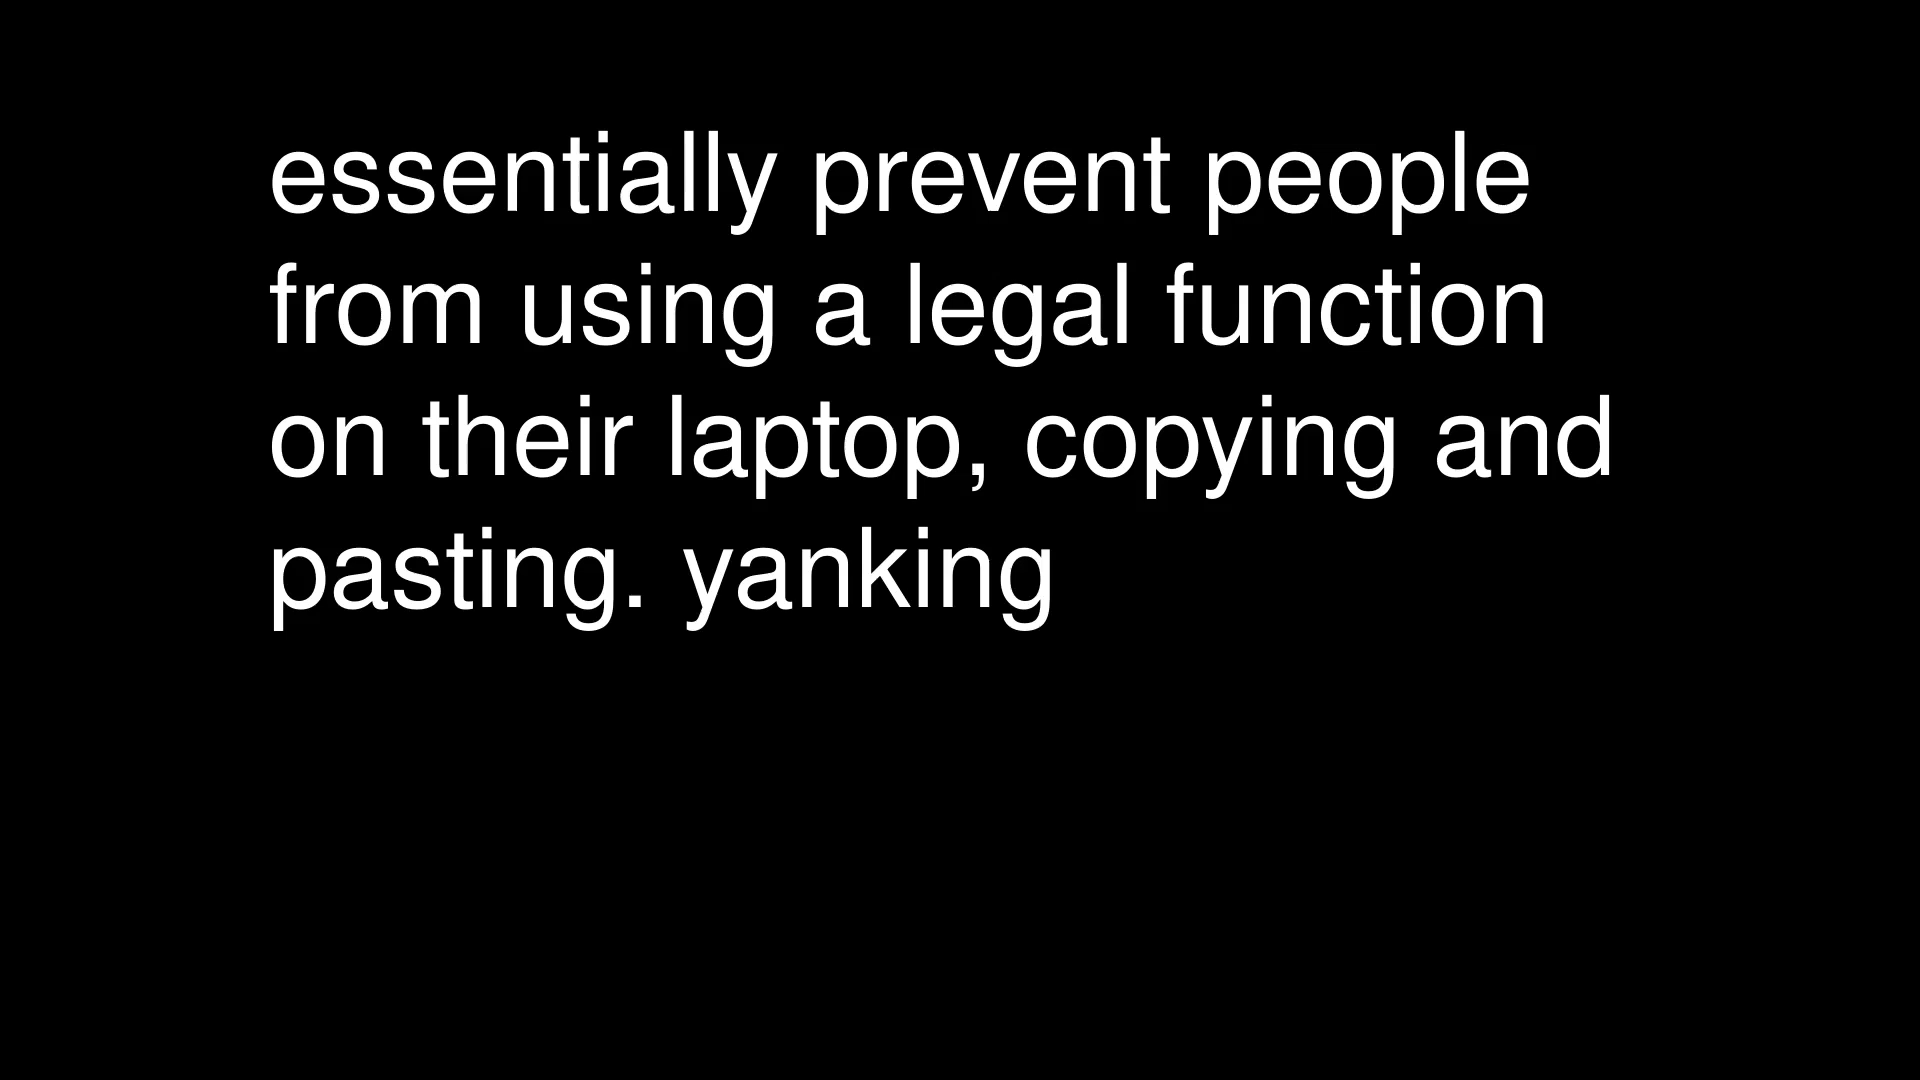 essentially prevent people
from using a legal function
on their laptop, copying and
pasting. yanking